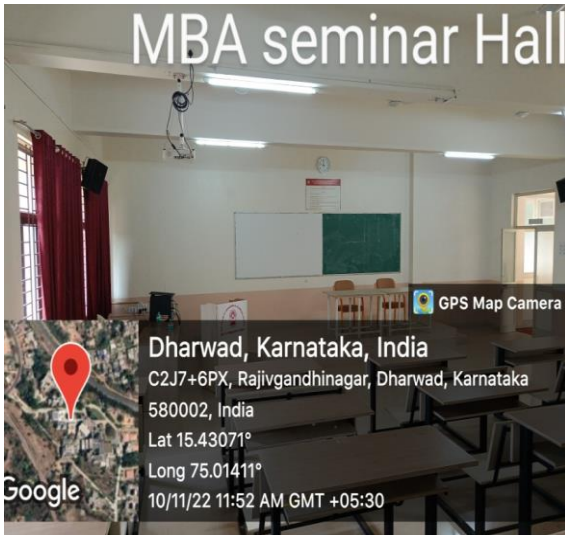 MBA seminar Hall
GPS Map Camera
Dharwad, Karnataka, India
C2J7+6PX, Rajivgandhinagar, Dharwad, Karnataka
580002, India
Lat 15.43071°
Long 75.01411°
10/11/22 11:52 AM GMT +05:30
Google